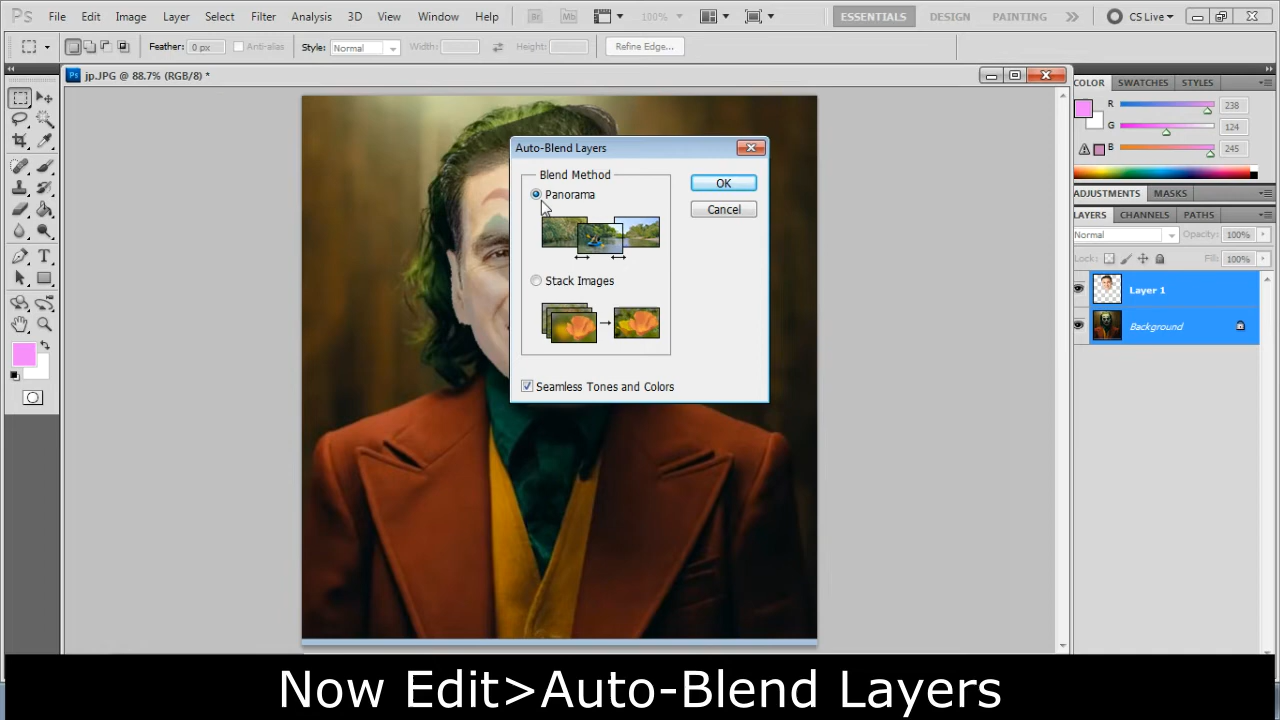 Ps File Edit Image Layer Select Filter Analysis 3D View Window Help Br Mb 100% ESSENTIALS DESIGN PAINTING CS Live
Feather: 0 px Anti-alias Style: Normal Width: Height: Refine Edge...
Ps jp.JPG @ 88.7% (RGB/8) *
COLOR SWATCHES STYLES
R 238
G 124
B 245
ADJUSTMENTS MASKS
LAYERS CHANNELS PATHS
Normal Opacity: 100%
Lock: Fill: 100%
Layer 1
Background
Auto-Blend Layers
Blend Method
Panorama
Stack Images
Seamless Tones and Colors
OK
Cancel
Now Edit>Auto-Blend Layers